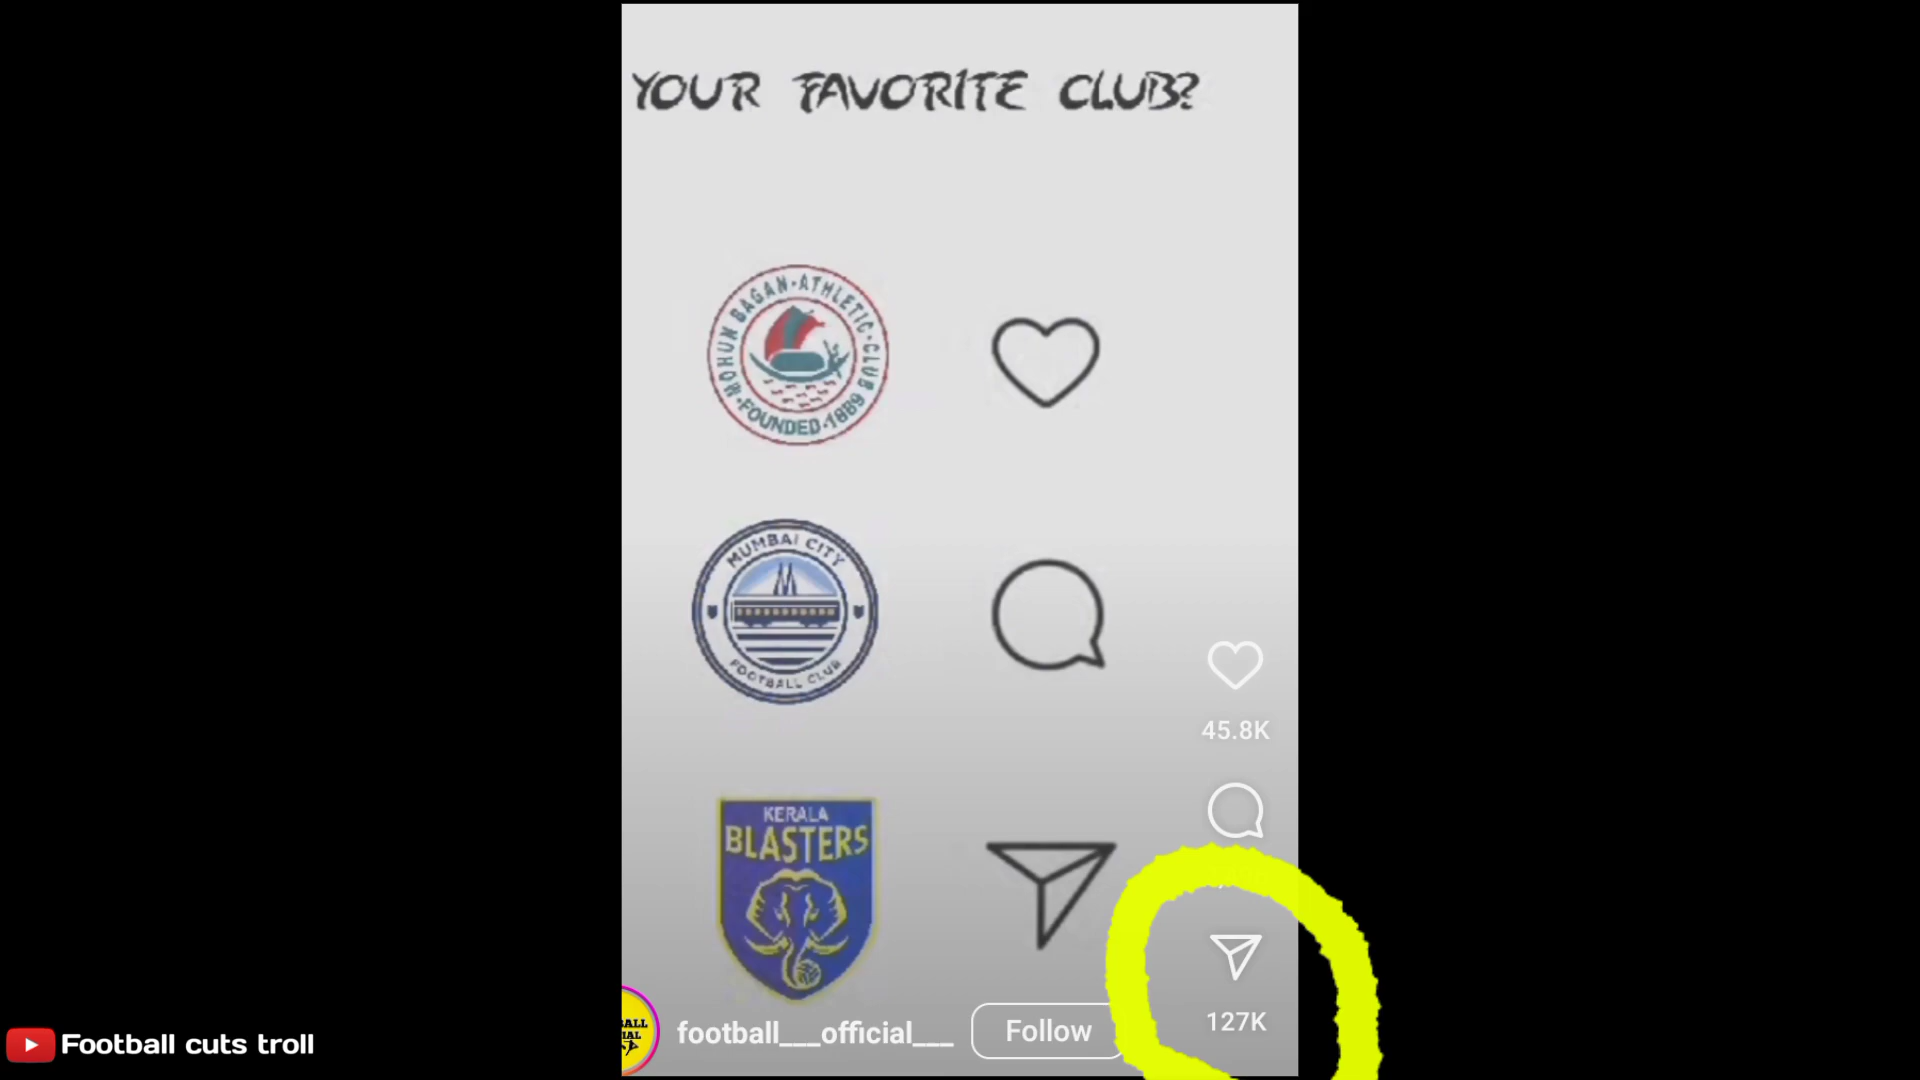 YOUR FAVORITE CLUB?
MOHUN BAGAN · ATHLETIC · CLUB
· FOUNDED · 1889
MUMBAI CITY
FOOTBALL CLUB
45.8K
KERALA
BLASTERS
127K
football___official___
Follow
Football cuts troll